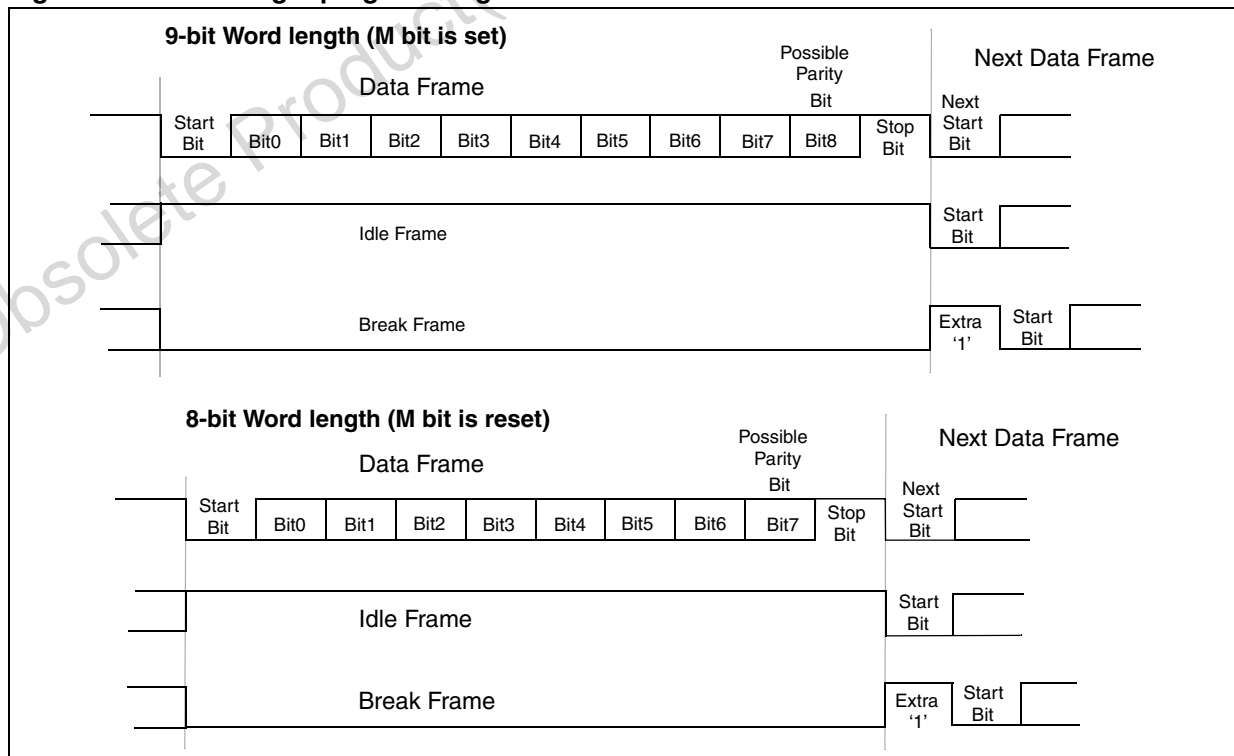 9-bit Word length (M bit is set)
Possible
Parity
Bit
Next Data Frame
Data Frame
Start
Bit
Bit0
Bit1
Bit2
Bit3
Bit4
Bit5
Bit6
Bit7
Bit8
Stop
Bit
Next
Start
Bit
Idle Frame
Start
Bit
Break Frame
Extra
‘1’
Start
Bit
8-bit Word length (M bit is reset)
Possible
Parity
Bit
Next Data Frame
Data Frame
Start
Bit
Bit0
Bit1
Bit2
Bit3
Bit4
Bit5
Bit6
Bit7
Stop
Bit
Next
Start
Bit
Idle Frame
Start
Bit
Break Frame
Extra
‘1’
Start
Bit
Obsolete Product(